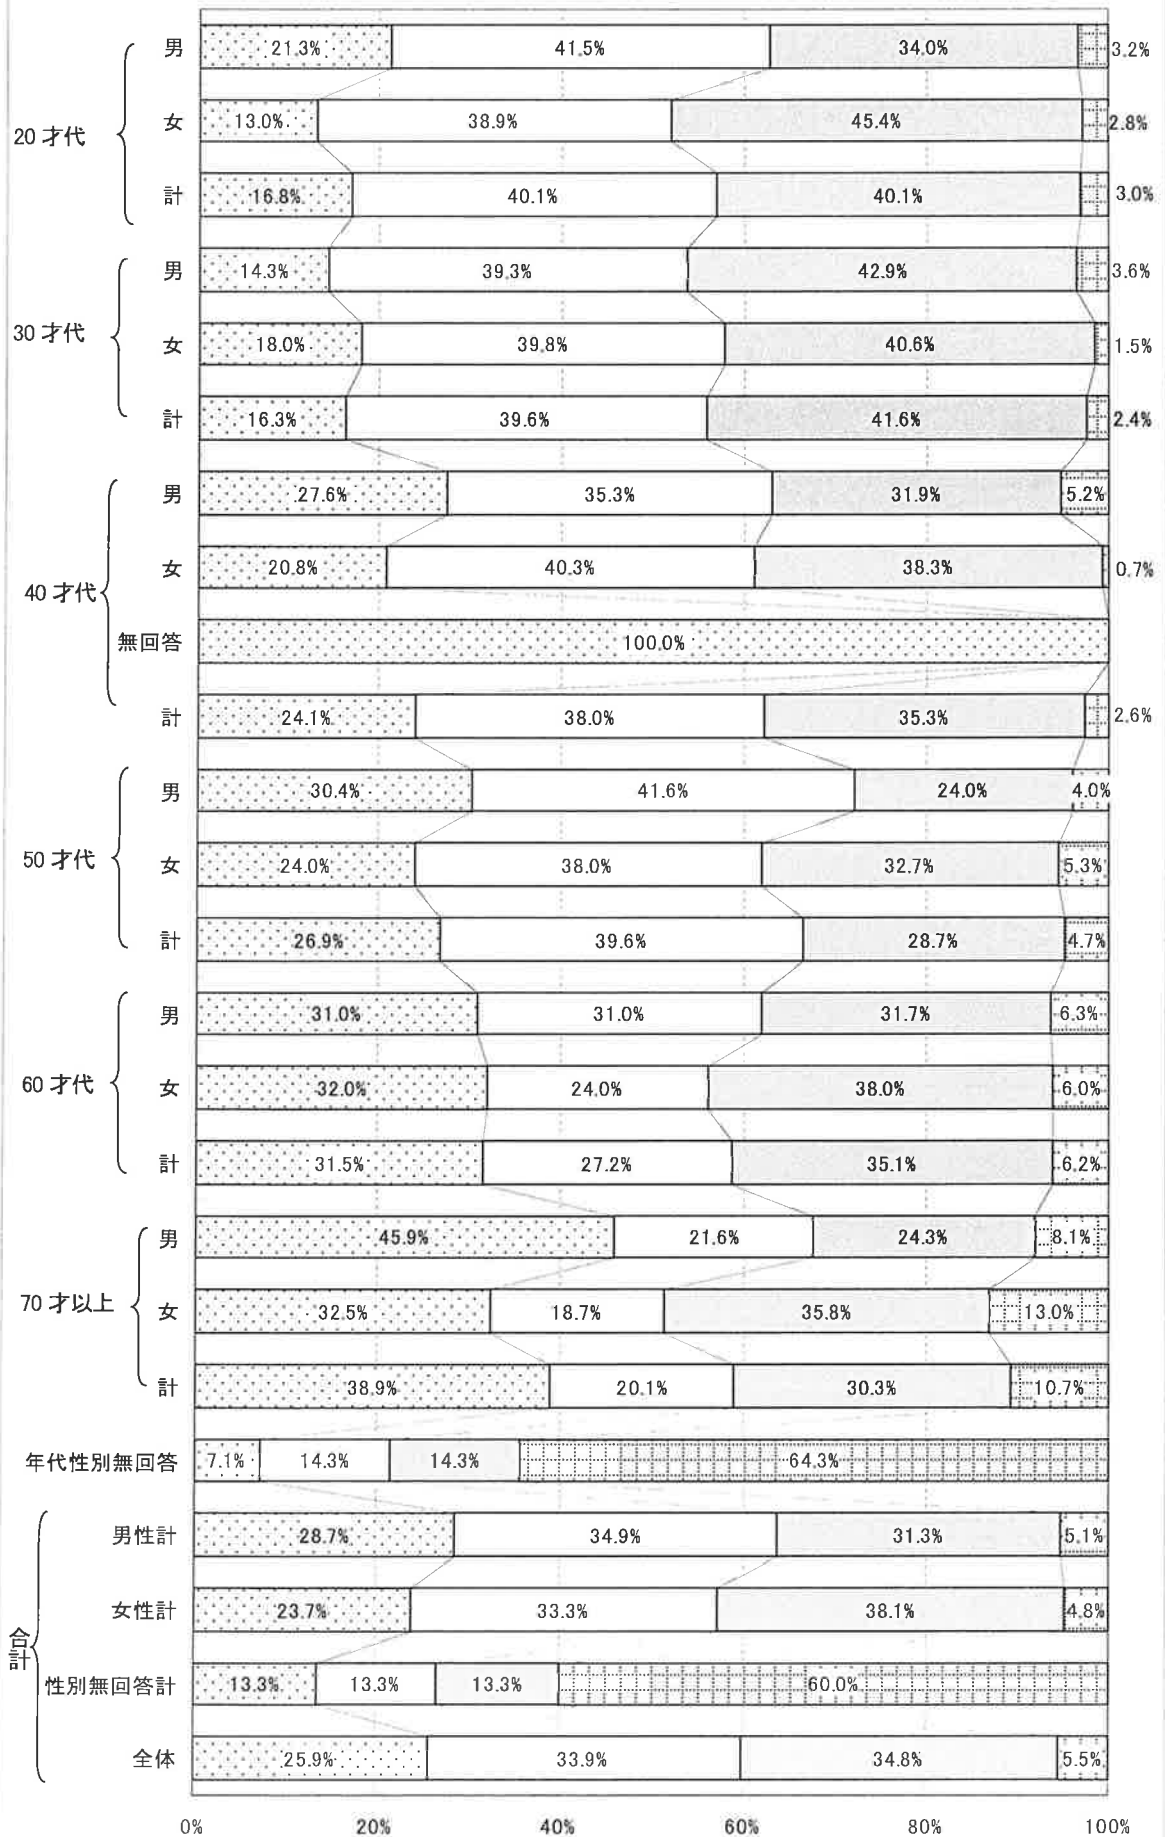 20才代
男 21.3% 41.5% 34.0% 3.2%
女 13.0% 38.9% 45.4% 2.8%
計 16.8% 40.1% 40.1% 3.0%
30才代
男 14.3% 39.3% 42.9% 3.6%
女 18.0% 39.8% 40.6% 1.5%
計 16.3% 39.6% 41.6% 2.4%
40才代
男 27.6% 35.3% 31.9% 5.2%
女 20.8% 40.3% 38.3% 0.7%
無回答 100.0%
計 24.1% 38.0% 35.3% 2.6%
50才代
男 30.4% 41.6% 24.0% 4.0%
女 24.0% 38.0% 32.7% 5.3%
計 26.9% 39.6% 28.7% 4.7%
60才代
男 31.0% 31.0% 31.7% 6.3%
女 32.0% 24.0% 38.0% 6.0%
計 31.5% 27.2% 35.1% 6.2%
70才以上
男 45.9% 21.6% 24.3% 8.1%
女 32.5% 18.7% 35.8% 13.0%
計 38.9% 20.1% 30.3% 10.7%
年代性別無回答 7.1% 14.3% 14.3% 64.3%
合計
男性計 28.7% 34.9% 31.3% 5.1%
女性計 23.7% 33.3% 38.1% 4.8%
性別無回答計 13.3% 13.3% 13.3% 60.0%
全体 25.9% 33.9% 34.8% 5.5%
0% 20% 40% 60% 80% 100%